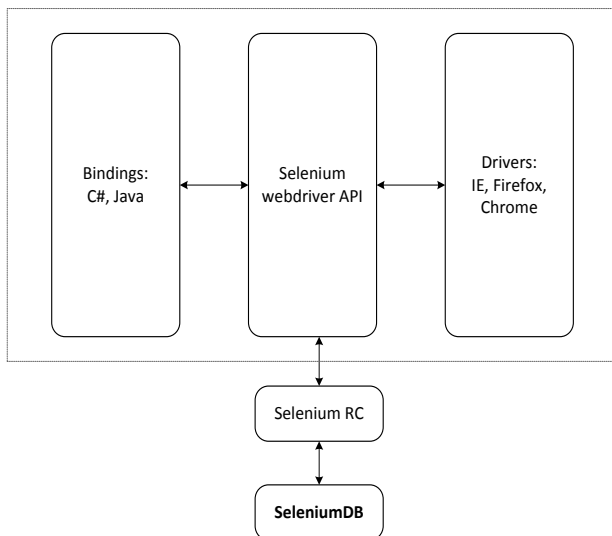 Bindings:
C#, Java
Selenium
webdriver API
Drivers:
IE, Firefox,
Chrome
Selenium RC
SeleniumDB